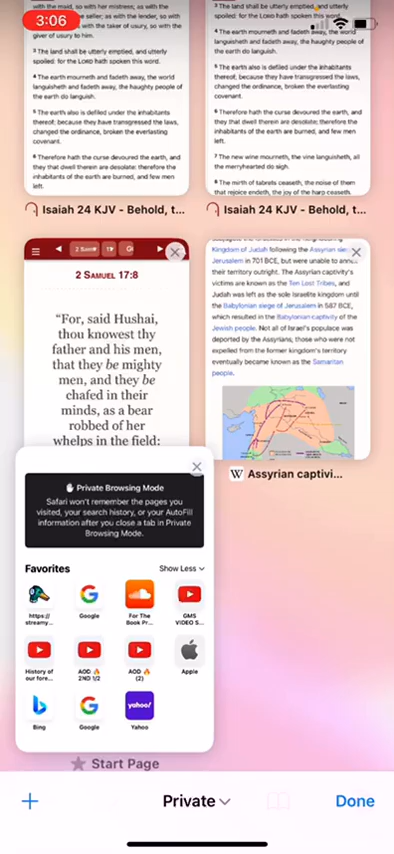 with the maid, so with her mistress; as with the
seller; as with the lender, so with
with the taker of usury, so with the
giver of usury to him.
3:06
³ The land shall be utterly emptied, and utterly
spoiled: for the LORD hath spoken this word.
⁴ The earth mourneth and fadeth away, the world
languisheth and fadeth away, the haughty people of
the earth do languish.
⁵ The earth also is defiled under the inhabitants
thereof; because they have transgressed the laws,
changed the ordinance, broken the everlasting
covenant.
⁶ Therefore hath the curse devoured the earth, and
they that dwell therein are desolate: therefore the
inhabitants of the earth are burned, and few men
left.
Isaiah 24 KJV - Behold, t...
³ The land shall be utterly emptied, and utterly
spoiled: for the LORD hath spoken this word.
⁴ The earth mourneth and fadeth away, the world
languisheth and fadeth away, the haughty people of
the earth do languish.
⁵ The earth also is defiled under the inhabitants
thereof; because they have transgressed the laws,
changed the ordinance, broken the everlasting
covenant.
⁶ Therefore hath the curse devoured the earth, and
they that dwell therein are desolate: therefore the
inhabitants of the earth are burned, and few men
left.
⁷ The new wine mourneth, the vine languisheth, all
the merryhearted do sigh.
⁸ The mirth of tabrets ceaseth, the noise of them
that rejoice endeth, the joy of the harp ceaseth.
Isaiah 24 KJV - Behold, t...
2 Sam
17
2 SAMUEL 17:8
“For, said Hushai,
thou knowest thy
father and his men,
that they be mighty
men, and they be
chafed in their
minds, as a bear
robbed of her
whelps in the field:
Kingdom of Judah following the Assyrian
Jerusalem in 701 BCE, but were unable to
their territory outright. The Assyrian captivity's
victims are known as the Ten Lost Tribes, and
Judah was left as the sole Israelite kingdom until
the Babylonian siege of Jerusalem in 587 BCE,
which resulted in the Babylonian captivity of the
Jewish people. Not all of Israel's populace was
deported by the Assyrians; those who were not
expelled from the former kingdom's territory
eventually became known as the Samaritan
people.
W Assyrian captivi...
Private Browsing Mode
Safari won't remember the pages you
visited, your search history, or your AutoFill
information after you close a tab in Private
Browsing Mode.
Favorites
Show Less
https://
streamy...
Google
For The
Book Pr...
GMS
VIDEO S...
History of
our fore...
AOD: 🔥
2ND 1/2
AOD 🔥
(2)
Apple
Bing
Google
yahoo!
Yahoo
Start Page
+
Private
Done